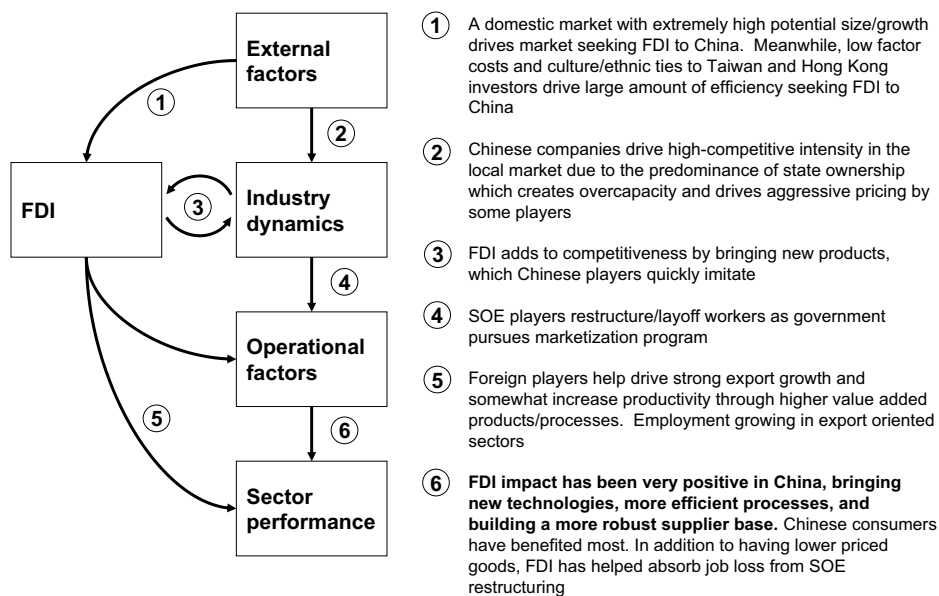 External
factors
1
2
FDI
3
Industry
dynamics
4
Operational
factors
5
6
Sector
performance
1 A domestic market with extremely high potential size/growth
drives market seeking FDI to China. Meanwhile, low factor
costs and culture/ethnic ties to Taiwan and Hong Kong
investors drive large amount of efficiency seeking FDI to
China
2 Chinese companies drive high-competitive intensity in the
local market due to the predominance of state ownership
which creates overcapacity and drives aggressive pricing by
some players
3 FDI adds to competitiveness by bringing new products,
which Chinese players quickly imitate
4 SOE players restructure/layoff workers as government
pursues marketization program
5 Foreign players help drive strong export growth and
somewhat increase productivity through higher value added
products/processes. Employment growing in export oriented
sectors
6 FDI impact has been very positive in China, bringing
new technologies, more efficient processes, and
building a more robust supplier base. Chinese consumers
have benefited most. In addition to having lower priced
goods, FDI has helped absorb job loss from SOE
restructuring